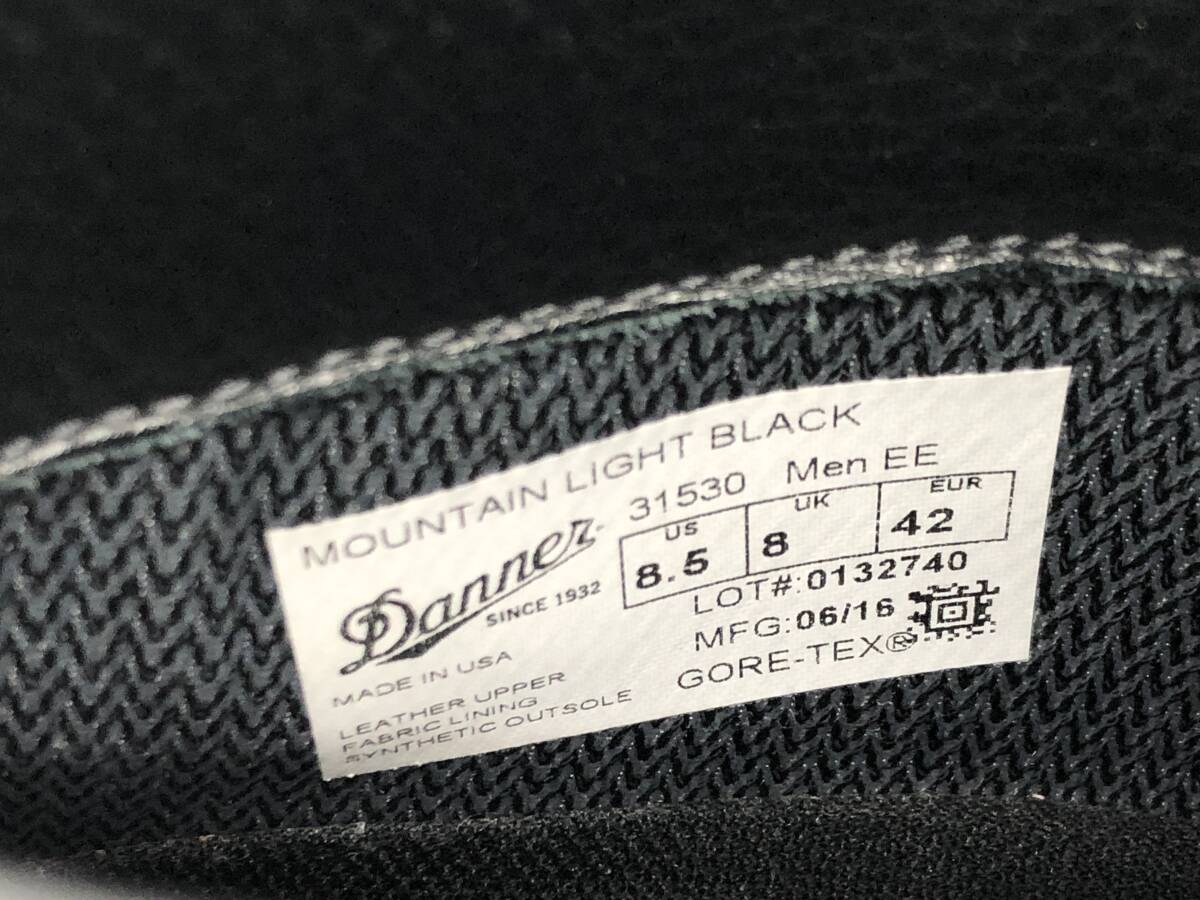 MOUNTAIN LIGHT BLACK
31530 Men EE
Danner
SINCE 1932
US UK EUR
8.5 8 42
LOT#:0132740
MFG:06/16
GORE-TEX®
MADE IN USA
LEATHER UPPER
FABRIC LINING
SYNTHETIC OUTSOLE